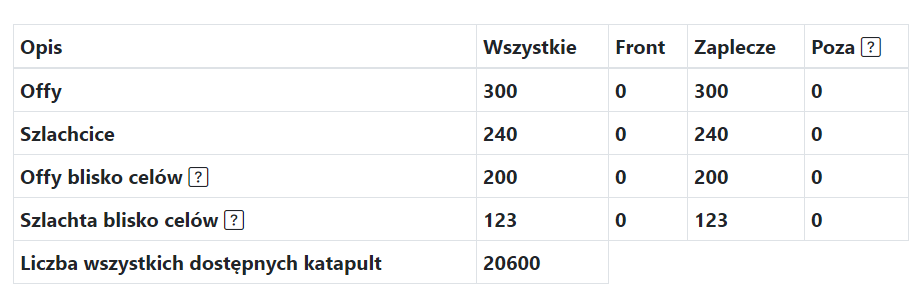 Opis Wszystkie Front Zaplecze Poza ?
Offy 300 0 300 0
Szlachcice 240 0 240 0
Offy blisko celów ? 200 0 200 0
Szlachta blisko celów ? 123 0 123 0
Liczba wszystkich dostępnych katapult 20600